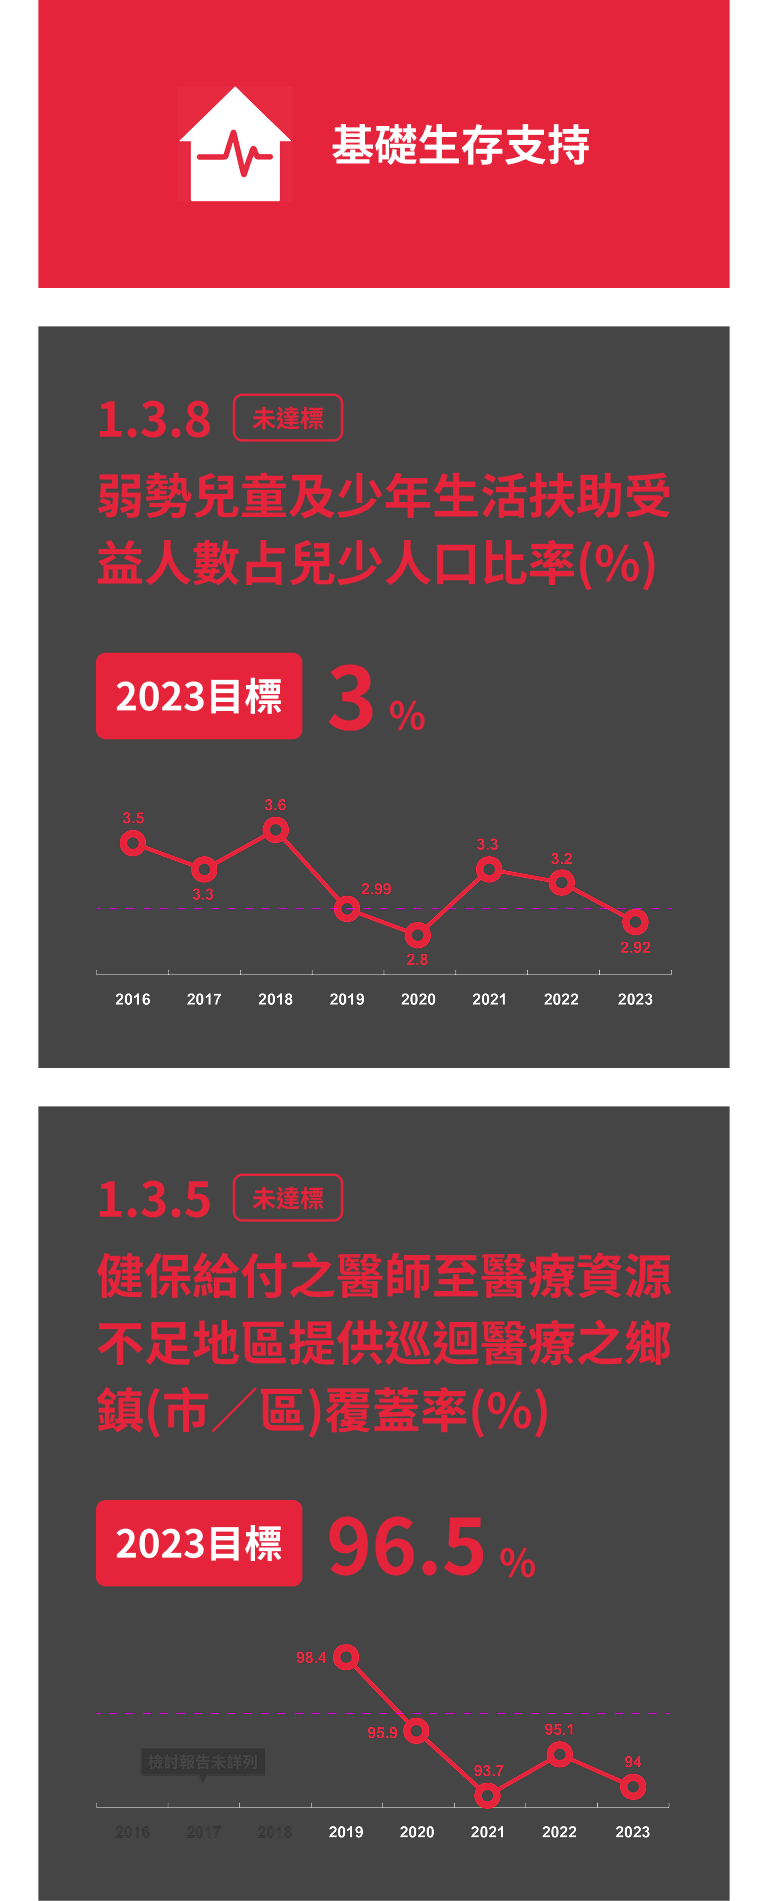 基礎生存支持
1.3.8 未達標
弱勢兒童及少年生活扶助受
益人數占兒少人口比率(%)
2023目標 3 %
3.5
3.3
3.6
2.99
2.8
3.3
3.2
2.92
2016 2017 2018 2019 2020 2021 2022 2023
1.3.5 未達標
健保給付之醫師至醫療資源
不足地區提供巡迴醫療之鄉
鎮(市／區)覆蓋率(%)
2023目標 96.5 %
98.4
95.9
93.7
95.1
94
檢討報告未詳列
2016 2017 2018 2019 2020 2021 2022 2023